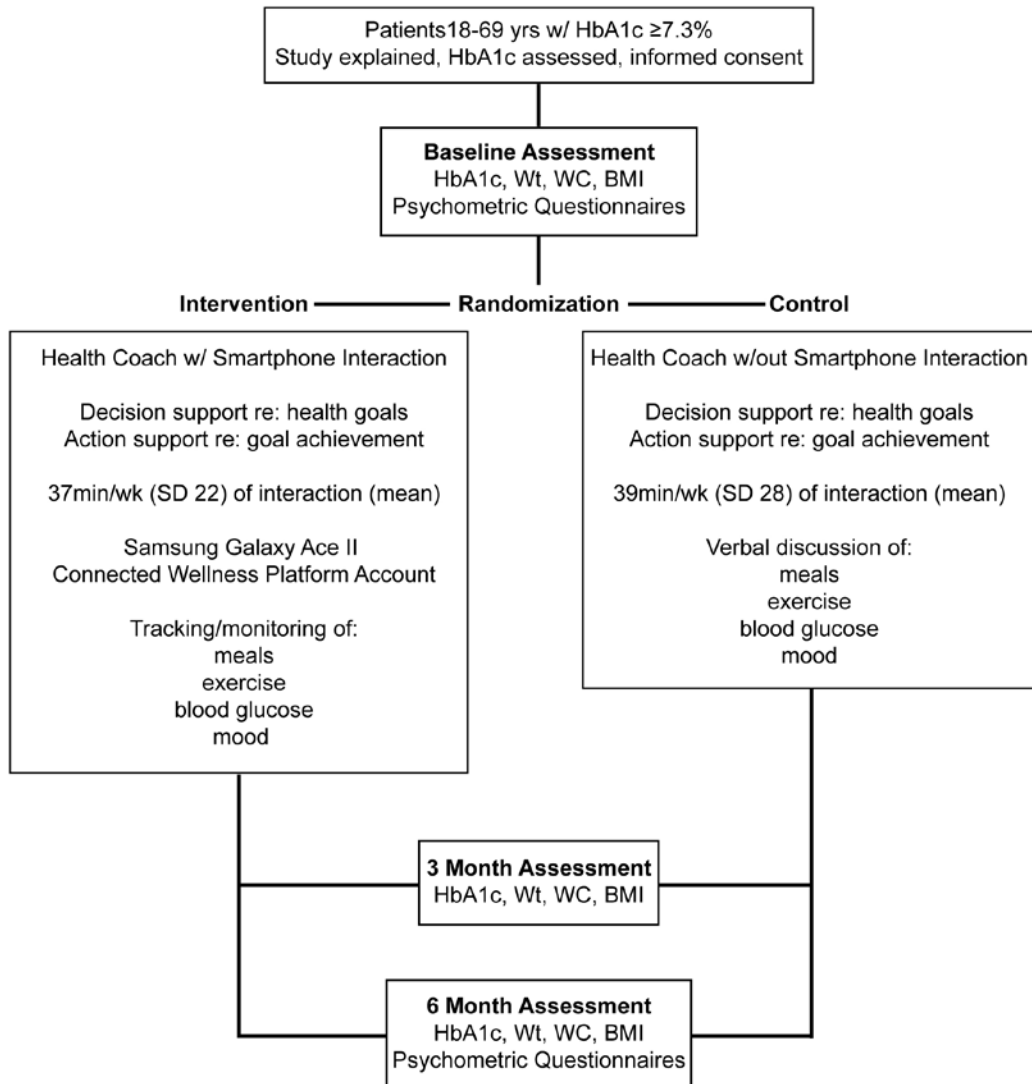 Patients18-69 yrs w/ HbA1c ≥7.3%
Study explained, HbA1c assessed, informed consent
Baseline Assessment
HbA1c, Wt, WC, BMI
Psychometric Questionnaires
Intervention
Randomization
Control
Health Coach w/ Smartphone Interaction
Decision support re: health goals
Action support re: goal achievement
37min/wk (SD 22) of interaction (mean)
Samsung Galaxy Ace II
Connected Wellness Platform Account
Tracking/monitoring of:
meals
exercise
blood glucose
mood
Health Coach w/out Smartphone Interaction
Decision support re: health goals
Action support re: goal achievement
39min/wk (SD 28) of interaction (mean)
Verbal discussion of:
meals
exercise
blood glucose
mood
3 Month Assessment
HbA1c, Wt, WC, BMI
6 Month Assessment
HbA1c, Wt, WC, BMI
Psychometric Questionnaires